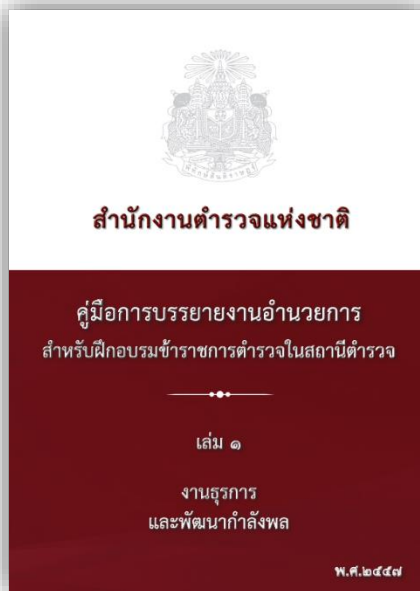 สำนักงานตำรวจแห่งชาติ
คู่มือการบรรยายงานอำนวยการ
สำหรับฝึกอบรมข้าราชการตำรวจในสถานีตำรวจ
เล่ม ๑
งานธุรการ
และพัฒนากำลังพล
พ.ศ.๒๕๕๗